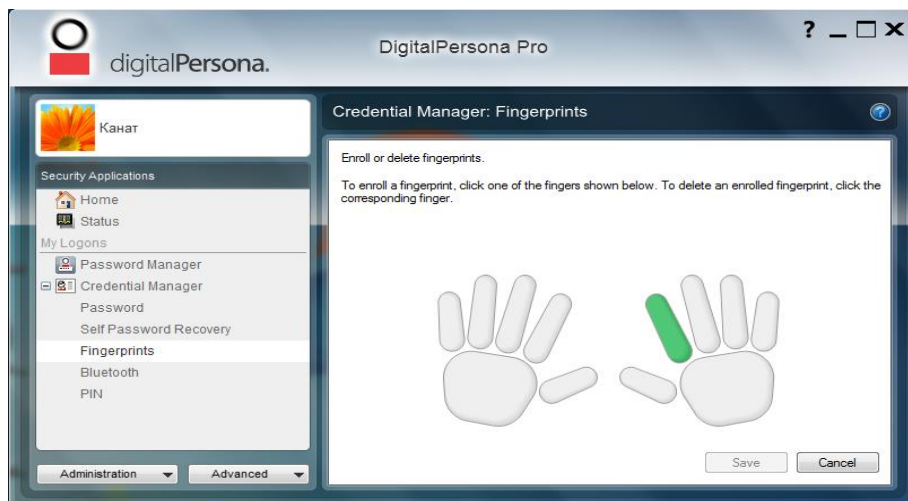 DigitalPersona Pro
? _ □ ×
digitalPersona.
Канат
Security Applications
Home
Status
My Logons
Password Manager
Credential Manager
Password
Self Password Recovery
Fingerprints
Bluetooth
PIN
Administration
Advanced
Credential Manager: Fingerprints
?
Enroll or delete fingerprints.
To enroll a fingerprint, click one of the fingers shown below. To delete an enrolled fingerprint, click the
corresponding finger.
Save
Cancel